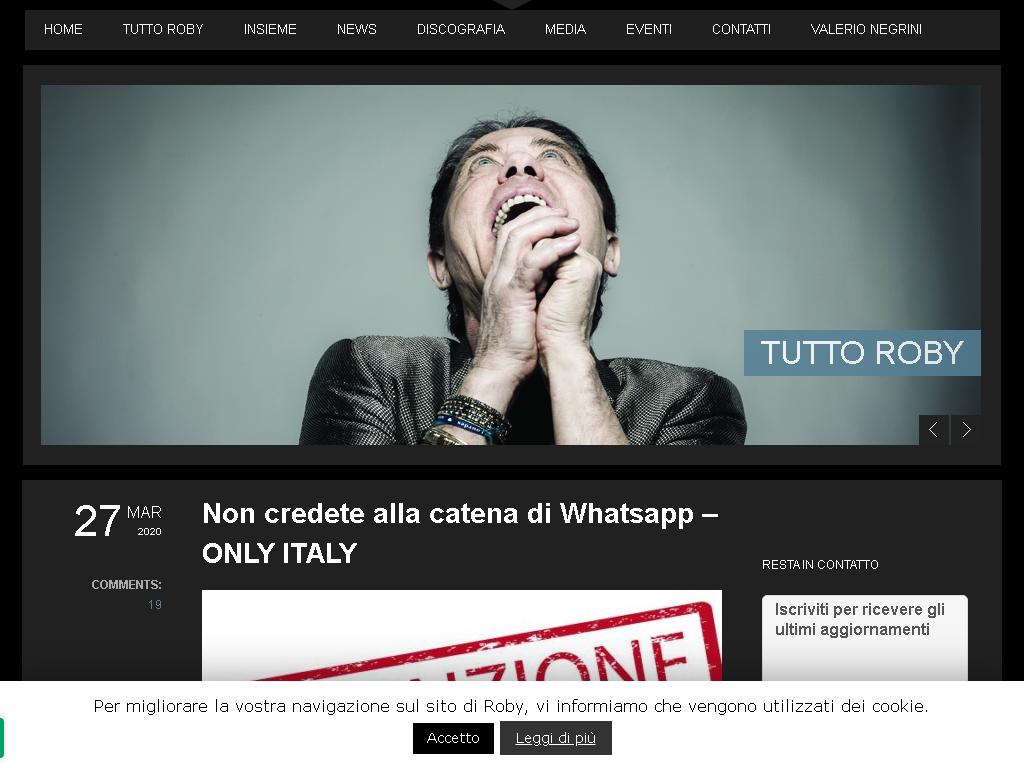 HOME TUTTO ROBY INSIEME NEWS DISCOGRAFIA MEDIA EVENTI CONTATTI VALERIO NEGRINI
TUTTO ROBY
27 MAR
2020
COMMENTS:
19
Non credete alla catena di Whatsapp –
ONLY ITALY
RESTA IN CONTATTO
Iscriviti per ricevere gli
ultimi aggiornamenti
Per migliorare la vostra navigazione sul sito di Roby, vi informiamo che vengono utilizzati dei cookie.
Accetto Leggi di più